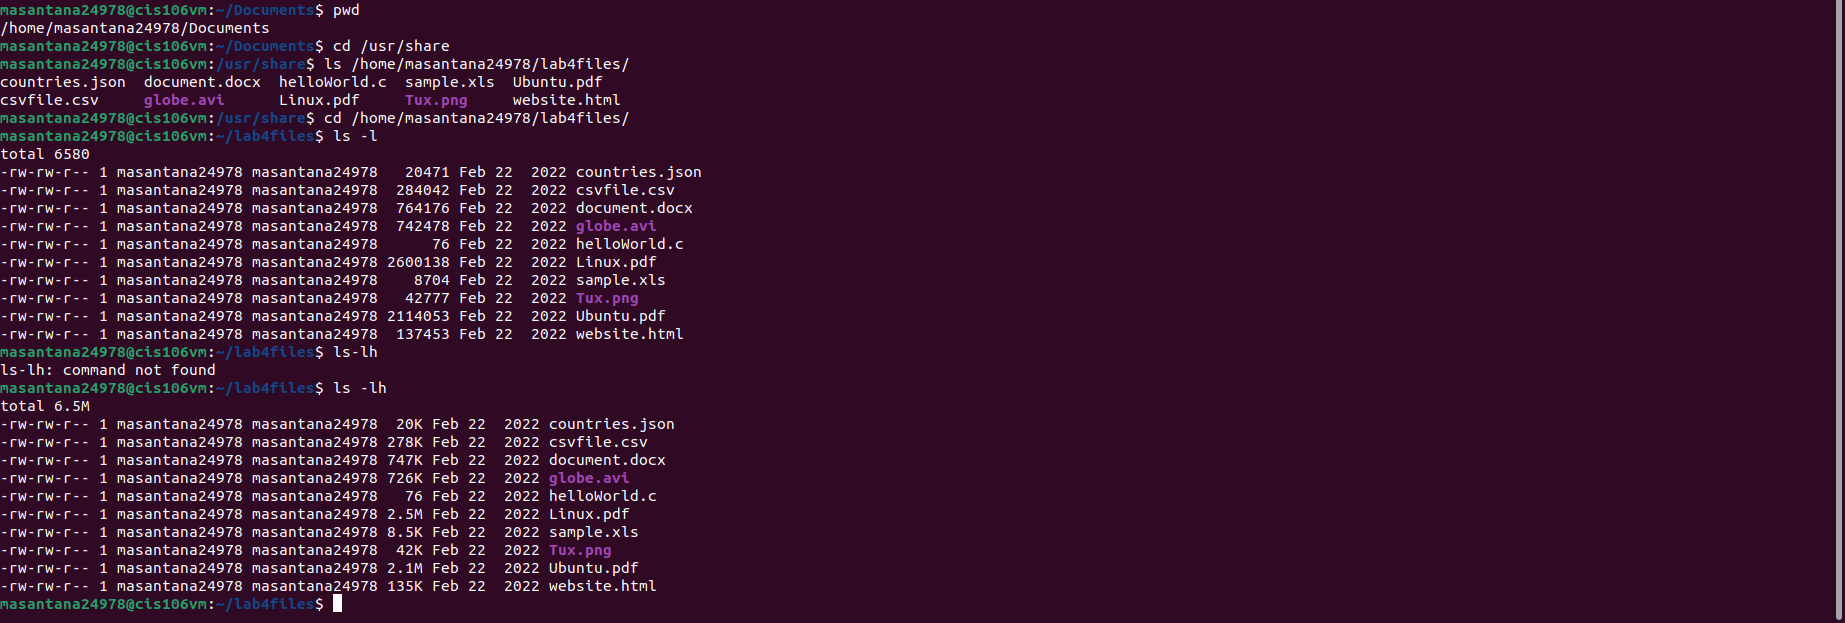 masantana24978@cis106vm:~/Documents$ pwd
/home/masantana24978/Documents
masantana24978@cis106vm:~/Documents$ cd /usr/share
masantana24978@cis106vm:/usr/share$ ls /home/masantana24978/lab4files/
countries.json  document.docx  helloWorld.c  sample.xls  Ubuntu.pdf
csvfile.csv     globe.avi      Linux.pdf     Tux.png     website.html
masantana24978@cis106vm:/usr/share$ cd /home/masantana24978/lab4files/
masantana24978@cis106vm:~/lab4files$ ls -l
total 6580
-rw-rw-r-- 1 masantana24978 masantana24978   20471 Feb 22  2022 countries.json
-rw-rw-r-- 1 masantana24978 masantana24978  284042 Feb 22  2022 csvfile.csv
-rw-rw-r-- 1 masantana24978 masantana24978  764176 Feb 22  2022 document.docx
-rw-rw-r-- 1 masantana24978 masantana24978  742478 Feb 22  2022 globe.avi
-rw-rw-r-- 1 masantana24978 masantana24978      76 Feb 22  2022 helloWorld.c
-rw-rw-r-- 1 masantana24978 masantana24978 2600138 Feb 22  2022 Linux.pdf
-rw-rw-r-- 1 masantana24978 masantana24978    8704 Feb 22  2022 sample.xls
-rw-rw-r-- 1 masantana24978 masantana24978   42777 Feb 22  2022 Tux.png
-rw-rw-r-- 1 masantana24978 masantana24978 2114053 Feb 22  2022 Ubuntu.pdf
-rw-rw-r-- 1 masantana24978 masantana24978  137453 Feb 22  2022 website.html
masantana24978@cis106vm:~/lab4files$ ls-lh
ls-lh: command not found
masantana24978@cis106vm:~/lab4files$ ls -lh
total 6.5M
-rw-rw-r-- 1 masantana24978 masantana24978  20K Feb 22  2022 countries.json
-rw-rw-r-- 1 masantana24978 masantana24978 278K Feb 22  2022 csvfile.csv
-rw-rw-r-- 1 masantana24978 masantana24978 747K Feb 22  2022 document.docx
-rw-rw-r-- 1 masantana24978 masantana24978 726K Feb 22  2022 globe.avi
-rw-rw-r-- 1 masantana24978 masantana24978   76 Feb 22  2022 helloWorld.c
-rw-rw-r-- 1 masantana24978 masantana24978 2.5M Feb 22  2022 Linux.pdf
-rw-rw-r-- 1 masantana24978 masantana24978 8.5K Feb 22  2022 sample.xls
-rw-rw-r-- 1 masantana24978 masantana24978  42K Feb 22  2022 Tux.png
-rw-rw-r-- 1 masantana24978 masantana24978 2.1M Feb 22  2022 Ubuntu.pdf
-rw-rw-r-- 1 masantana24978 masantana24978 135K Feb 22  2022 website.html
masantana24978@cis106vm:~/lab4files$